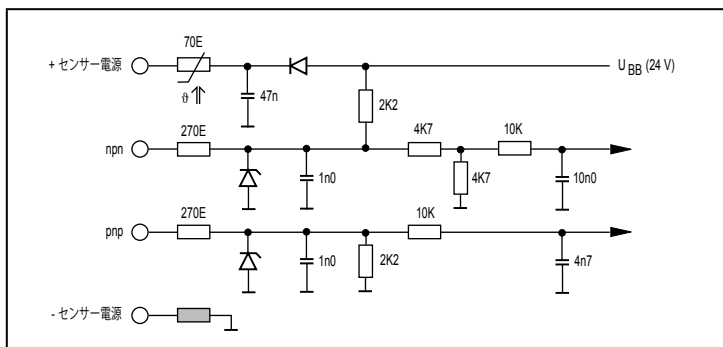 70E
+ センサー電源
U BB (24 V)
ϑ ⇑
47n
2K2
270E
4K7
10K
npn
1n0
4K7
10n0
270E
10K
pnp
1n0
2K2
4n7
- センサー電源